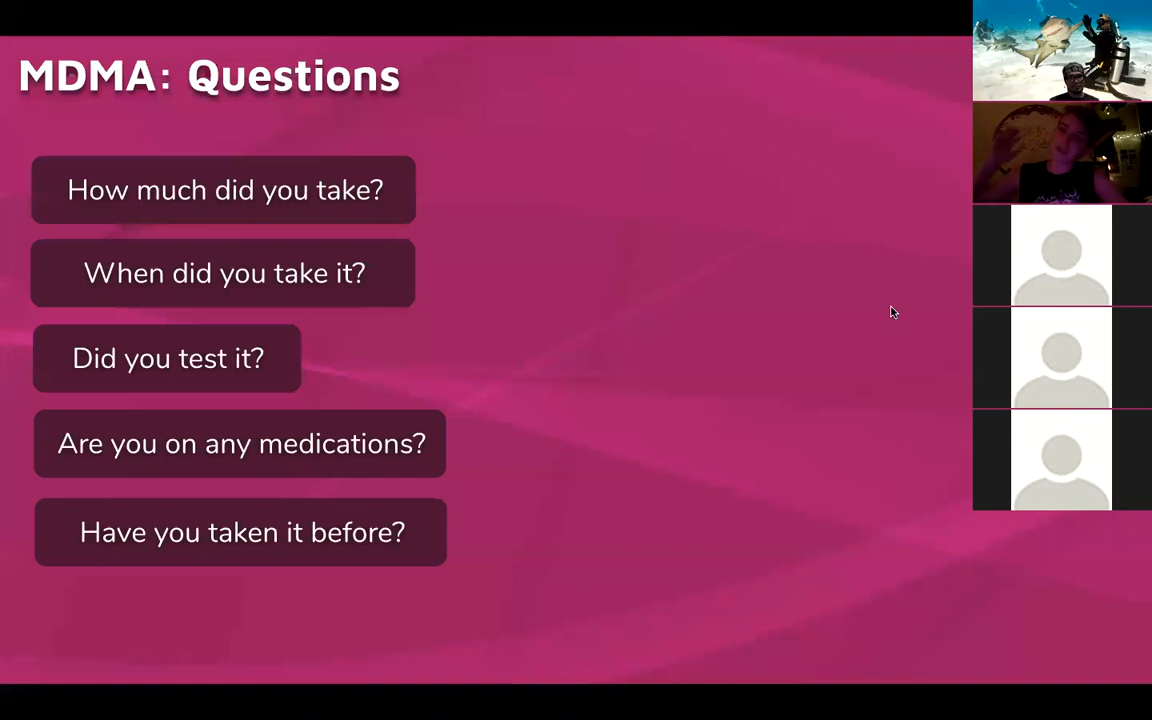 MDMA: Questions
How much did you take?
When did you take it?
Did you test it?
Are you on any medications?
Have you taken it before?